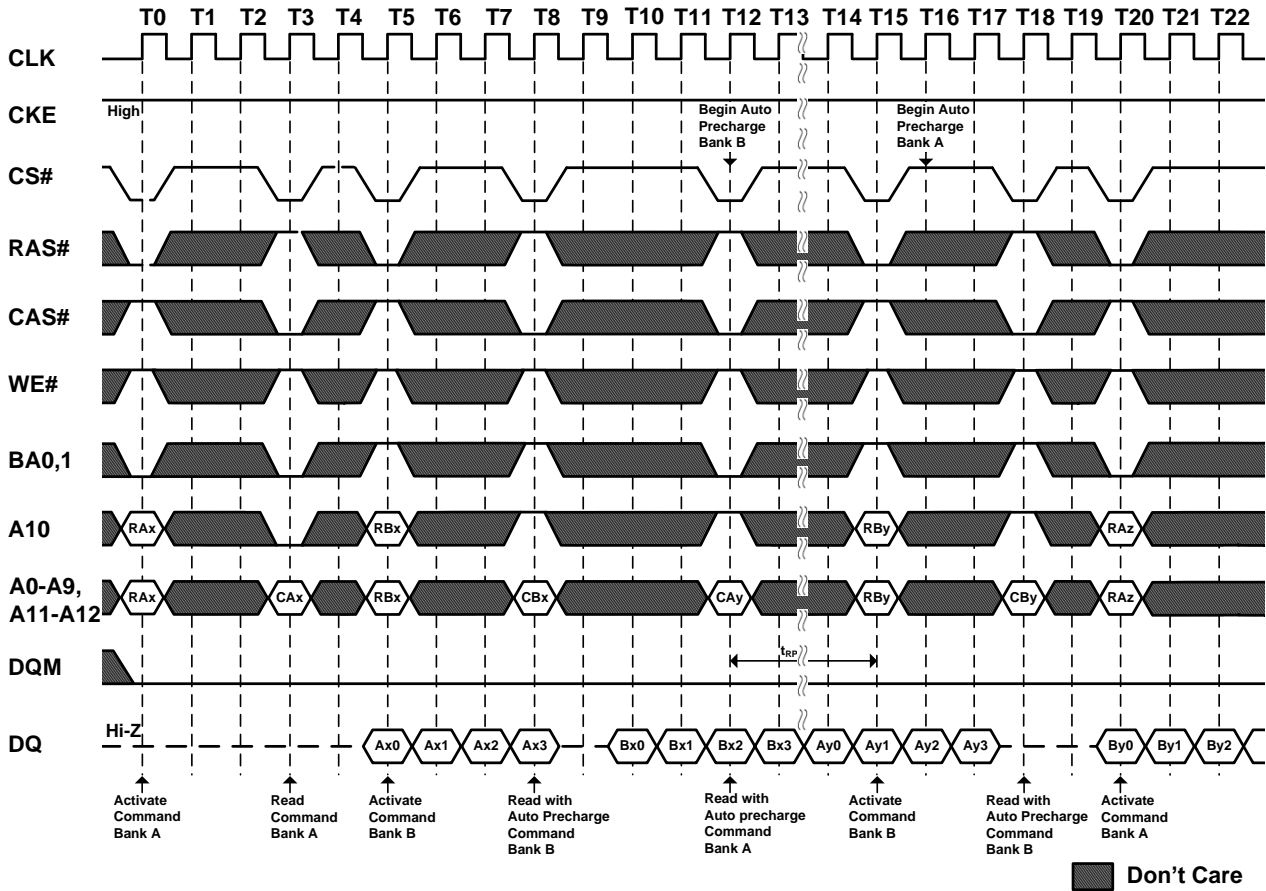 T0 T1 T2 T3 T4 T5 T6 T7 T8 T9 T10 T11 T12 T13 T14 T15 T16 T17 T18 T19 T20 T21 T22
CLK
CKE
High
Begin Auto
Precharge
Bank B
Begin Auto
Precharge
Bank A
CS#
RAS#
CAS#
WE#
BA0,1
A10
RAx RBx RBy RAz
A0-A9,
A11-A12
RAx CAx RBx CBx CAy RBy CBy RAz
DQM
tRP
DQ
Hi-Z
Ax0 Ax1 Ax2 Ax3 Bx0 Bx1 Bx2 Bx3 Ay0 Ay1 Ay2 Ay3 By0 By1 By2
Activate
Command
Bank A
Read
Command
Bank A
Activate
Command
Bank B
Read with
Auto Precharge
Command
Bank B
Read with
Auto precharge
Command
Bank A
Activate
Command
Bank B
Read with
Auto Precharge
Command
Bank B
Activate
Command
Bank A
Don't Care